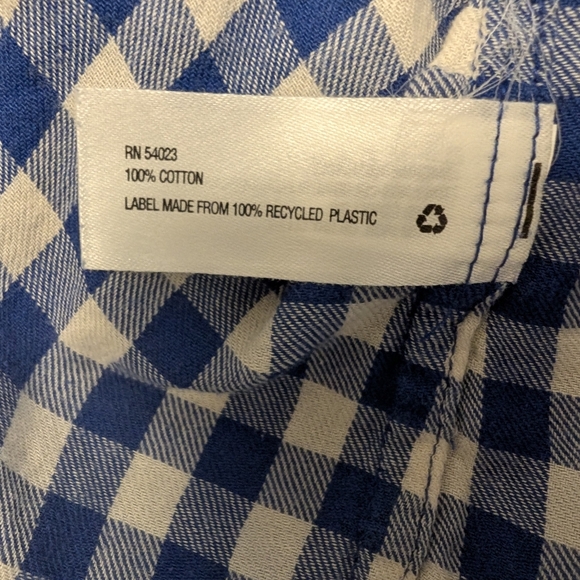 RN 54023
100% COTTON
LABEL MADE FROM 100% RECYCLED PLASTIC